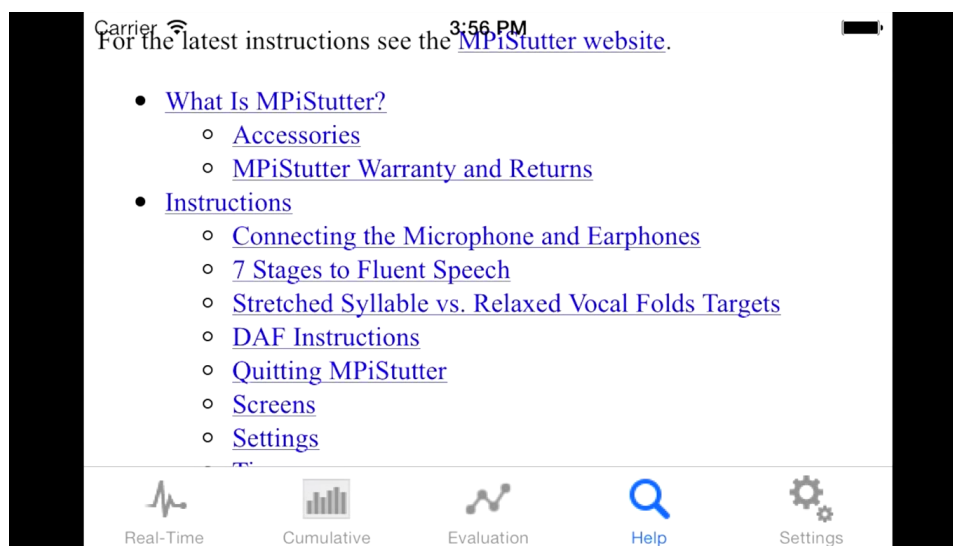 Carrier 3:56 PM
For the latest instructions see the MPiStutter website.
What Is MPiStutter?
Accessories
MPiStutter Warranty and Returns
Instructions
Connecting the Microphone and Earphones
7 Stages to Fluent Speech
Stretched Syllable vs. Relaxed Vocal Folds Targets
DAF Instructions
Quitting MPiStutter
Screens
Settings
Real-Time Cumulative Evaluation Help Settings